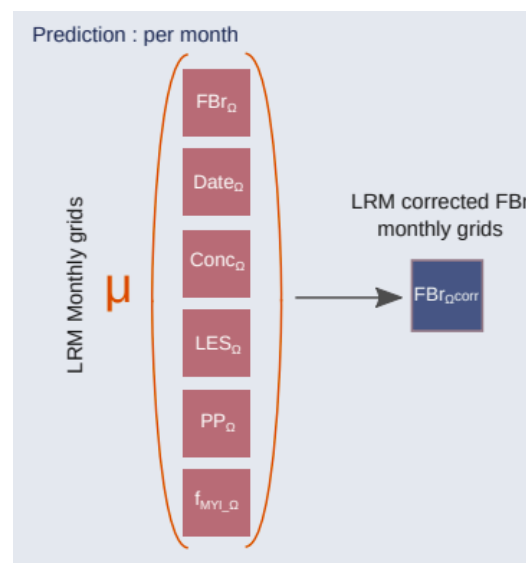 Prediction : per month
LRM Monthly grids
μ
FBrΩ
DateΩ
ConcΩ
LESΩ
PPΩ
fMYI_Ω
LRM corrected FBr
monthly grids
FBrΩcorr